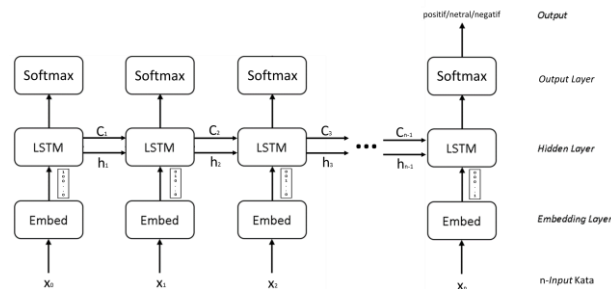 positif/netral/negatif Output
Softmax Softmax Softmax Softmax Output Layer
C₁ C₂ C₃ Cₙ₋₁
LSTM LSTM LSTM ••• LSTM Hidden Layer
h₁ h₂ h₃ hₙ₋₁
Embed Embed Embed Embed Embedding Layer
x₀ x₁ x₂ xₙ n-Input Kata